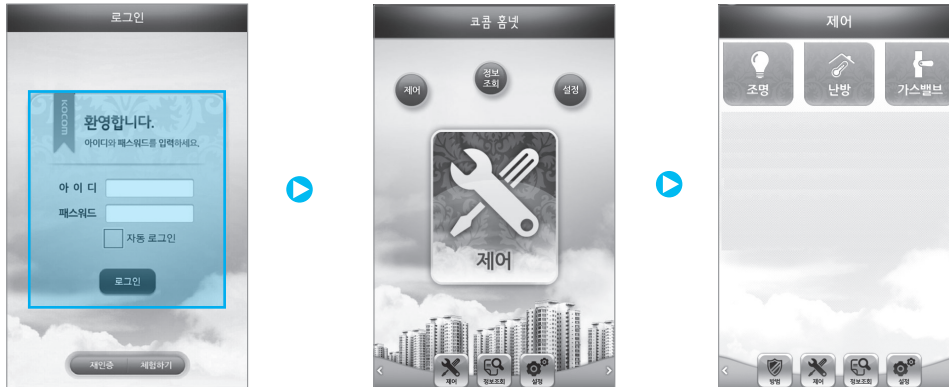 로그인
KOCOM
환영합니다.
아이디와 패스워드를 입력하세요.
아 이 디
패스워드
자동 로그인
로그인
재인증 체험하기
코콤 홈넷
제어
정보
조회
설정
제어
제어 정보조회 설정
제어
조명 난방 가스밸브
방범 제어 정보조회 설정